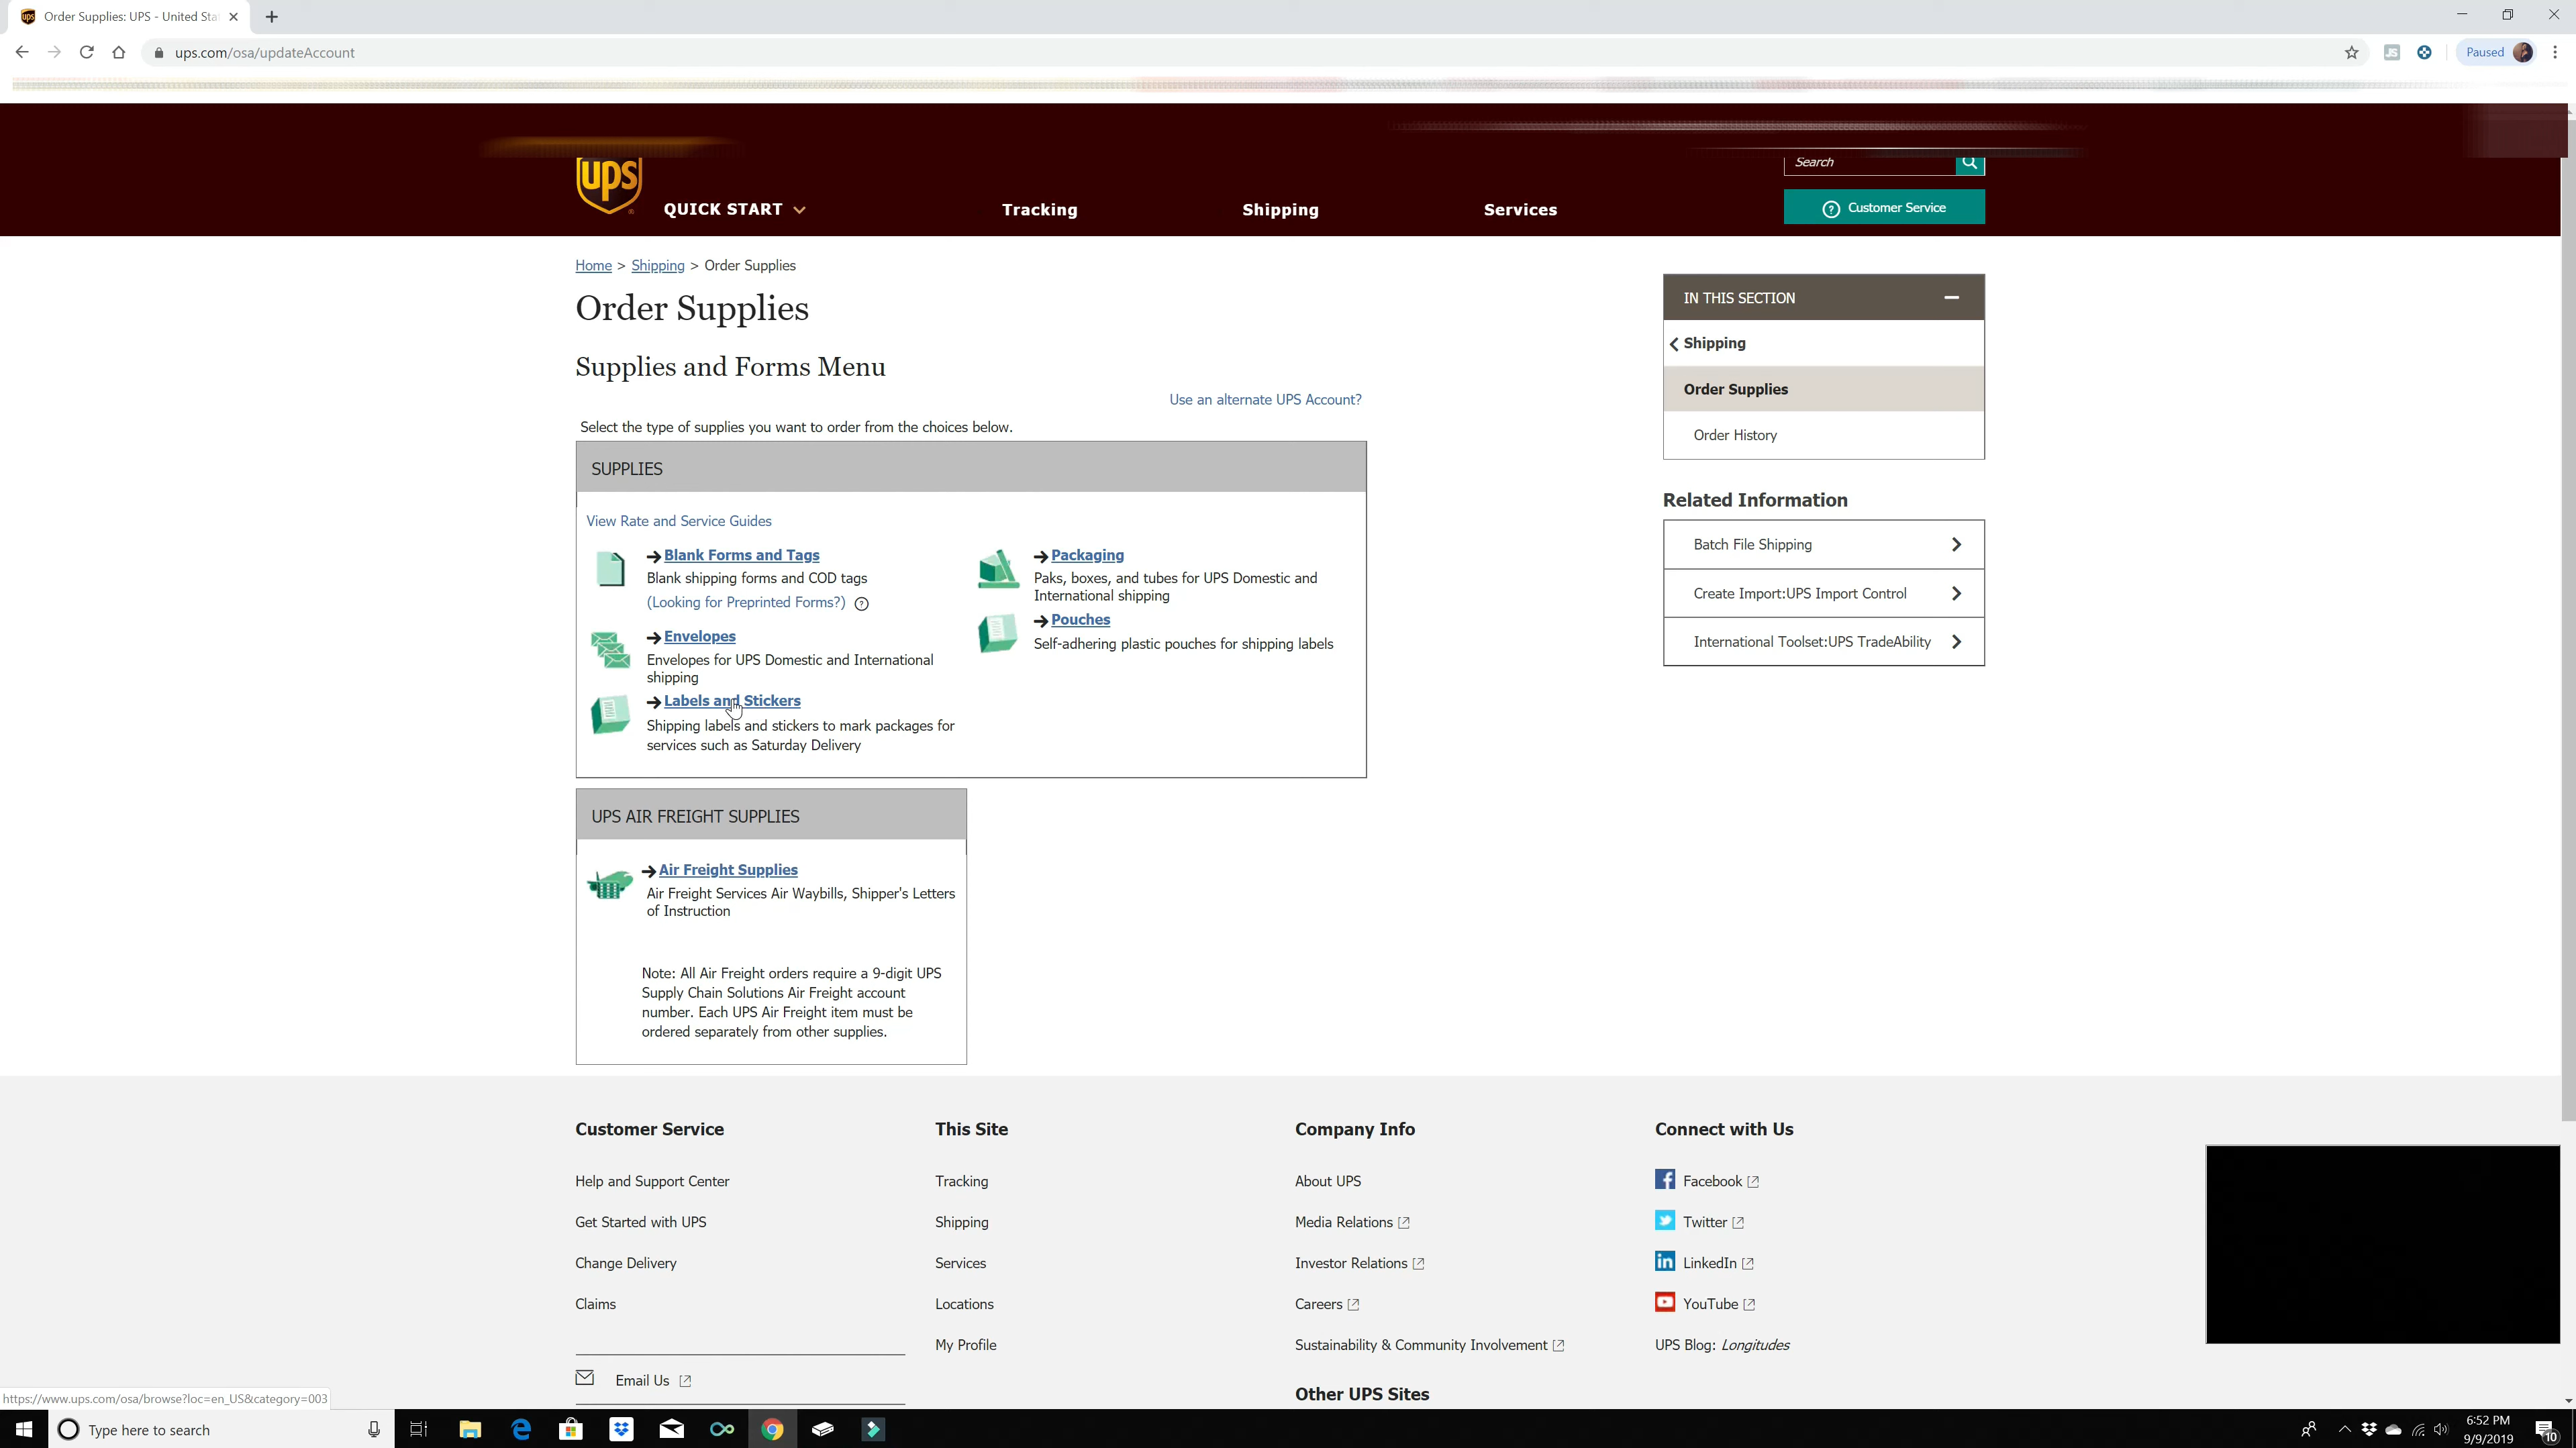 Order Supplies: UPS - United Sta
ups.com/osa/updateAccount
JS
Paused
ups
Search
QUICK START
Tracking
Shipping
Services
Customer Service
Home > Shipping > Order Supplies
Order Supplies
Supplies and Forms Menu
Use an alternate UPS Account?
Select the type of supplies you want to order from the choices below.
SUPPLIES
View Rate and Service Guides
Blank Forms and Tags
Blank shipping forms and COD tags
(Looking for Preprinted Forms?)
Envelopes
Envelopes for UPS Domestic and International
shipping
Labels and Stickers
Shipping labels and stickers to mark packages for
services such as Saturday Delivery
Packaging
Paks, boxes, and tubes for UPS Domestic and
International shipping
Pouches
Self-adhering plastic pouches for shipping labels
IN THIS SECTION
Shipping
Order Supplies
Order History
Related Information
Batch File Shipping
Create Import:UPS Import Control
International Toolset:UPS TradeAbility
UPS AIR FREIGHT SUPPLIES
Air Freight Supplies
Air Freight Services Air Waybills, Shipper's Letters
of Instruction
Note: All Air Freight orders require a 9-digit UPS
Supply Chain Solutions Air Freight account
number. Each UPS Air Freight item must be
ordered separately from other supplies.
Customer Service
Help and Support Center
Get Started with UPS
Change Delivery
Claims
Email Us
This Site
Tracking
Shipping
Services
Locations
My Profile
Company Info
About UPS
Media Relations
Investor Relations
Careers
Sustainability & Community Involvement
Other UPS Sites
Connect with Us
Facebook
Twitter
LinkedIn
YouTube
UPS Blog: Longitudes
https://www.ups.com/osa/browse?loc=en_US&category=003
Type here to search
6:52 PM
9/9/2019
10